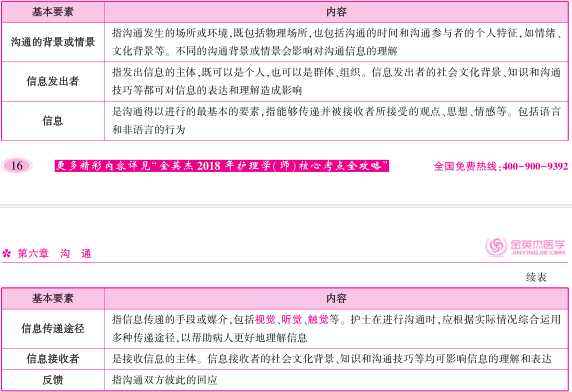 基本要素
内容
沟通的背景或情景
指沟通发生的场所或环境,既包括物理场所,也包括沟通的时间和沟通参与者的个人特征,如情绪、
文化背景等。不同的沟通背景或情景会影响对沟通信息的理解
信息发出者
指发出信息的主体,既可以是个人,也可以是群体、组织。信息发出者的社会文化背景、知识和沟通
技巧等都可对信息的表达和理解造成影响
信息
是沟通得以进行的最基本的要素,指能够传递并被接收者所接受的观点、思想、情感等。包括语言
和非语言的行为
16
更多精彩内容详见“金英杰 2018 年护理学(师)核心考点全攻略”
全国免费热线:400-900-9392
第六章 沟 通
金英杰医学
JINYINGJIE.COM
续表
基本要素
内容
信息传递途径
指信息传递的手段或媒介,包括视觉、听觉、触觉等。护士在进行沟通时,应根据实际情况综合运用
多种传递途径,以帮助病人更好地理解信息
信息接收者
是接收信息的主体。信息接收者的社会文化背景、知识和沟通技巧等均可影响信息的理解和表达
反馈
指沟通双方彼此的回应